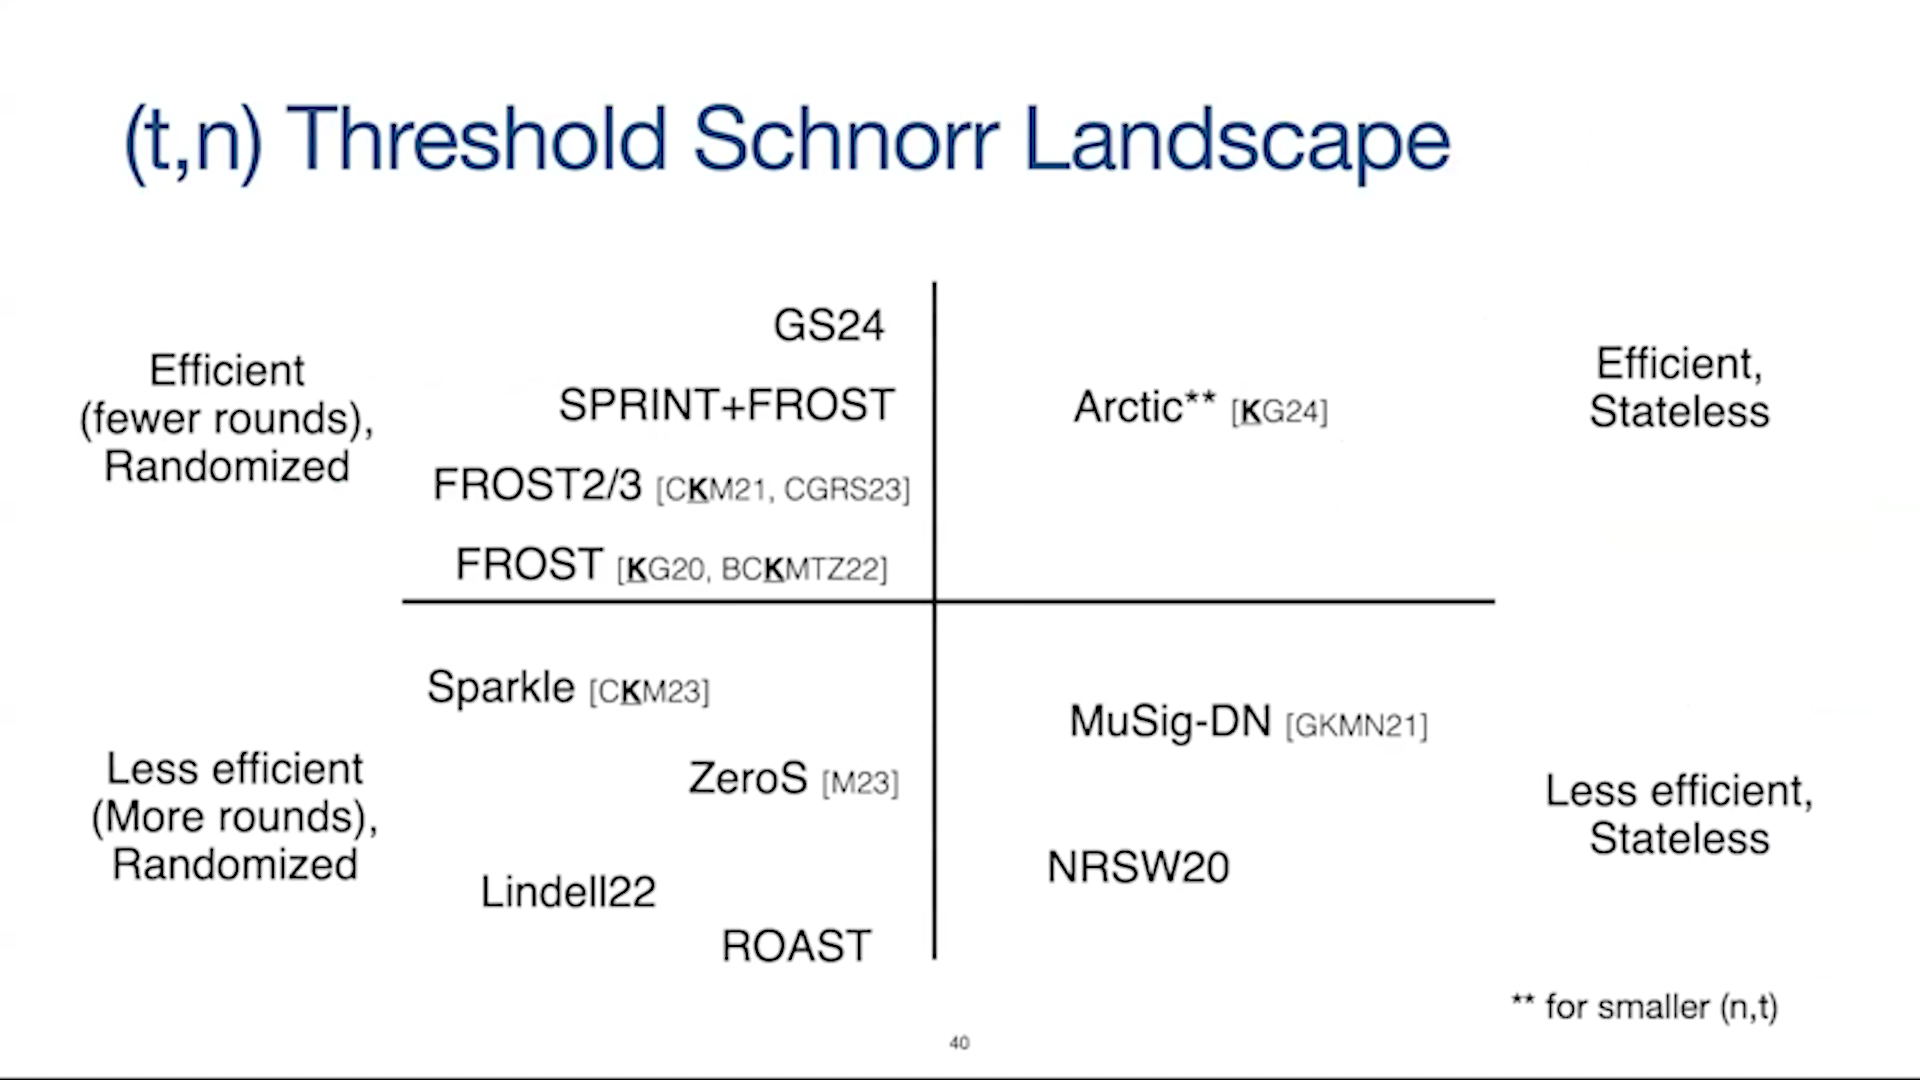 (t,n) Threshold Schnorr Landscape
Efficient
(fewer rounds),
Randomized
GS24
SPRINT+FROST
FROST2/3 [CKM21, CGRS23]
FROST [KG20, BCKMTZ22]
Arctic** [KG24]
Efficient,
Stateless
Less efficient
(More rounds),
Randomized
Sparkle [CKM23]
ZeroS [M23]
Lindell22
ROAST
MuSig-DN [GKMN21]
NRSW20
Less efficient,
Stateless
** for smaller (n,t)
40